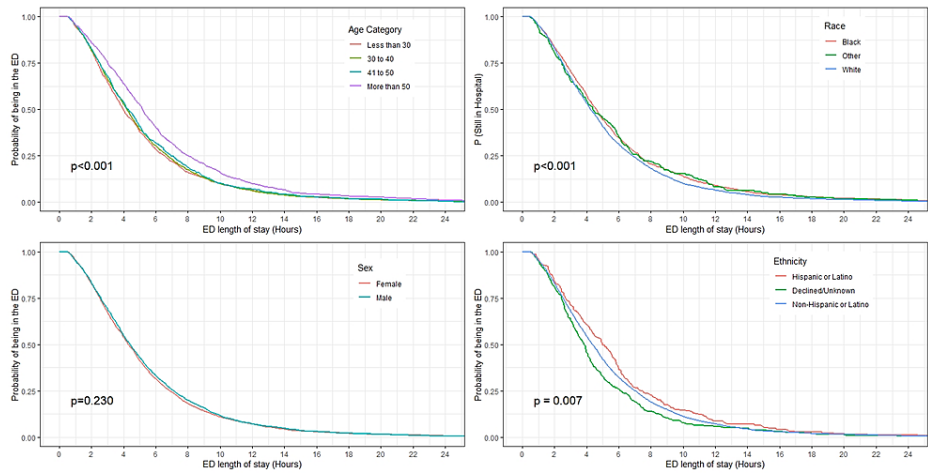 Age Category
Less than 30
30 to 40
41 to 50
More than 50
Probability of being in the ED
1.00
0.75
0.50
0.25
0.00
p<0.001
0 2 4 6 8 10 12 14 16 18 20 22 24
ED length of stay (Hours)
Race
Black
Other
White
P (Still in Hospital)
1.00
0.75
0.50
0.25
0.00
p<0.001
0 2 4 6 8 10 12 14 16 18 20 22 24
ED length of stay (Hours)
Sex
Female
Male
Probability of being in the ED
1.00
0.75
0.50
0.25
0.00
p=0.230
0 2 4 6 8 10 12 14 16 18 20 22 24
ED length of stay (Hours)
Ethnicity
Hispanic or Latino
Declined/Unknown
Non-Hispanic or Latino
Probability of being in the ED
1.00
0.75
0.50
0.25
0.00
p = 0.007
0 2 4 6 8 10 12 14 16 18 20 22 24
ED length of stay (Hours)